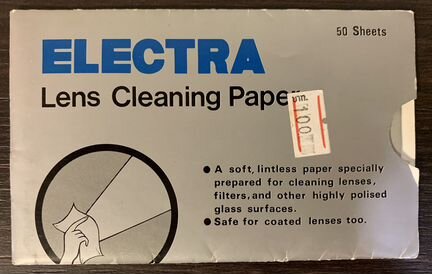 50 Sheets
ELECTRA
Lens Cleaning Paper
100
● A soft, lintless paper specially
prepared for cleaning lenses,
filters, and other highly polised
glass surfaces.
● Safe for coated lenses too.